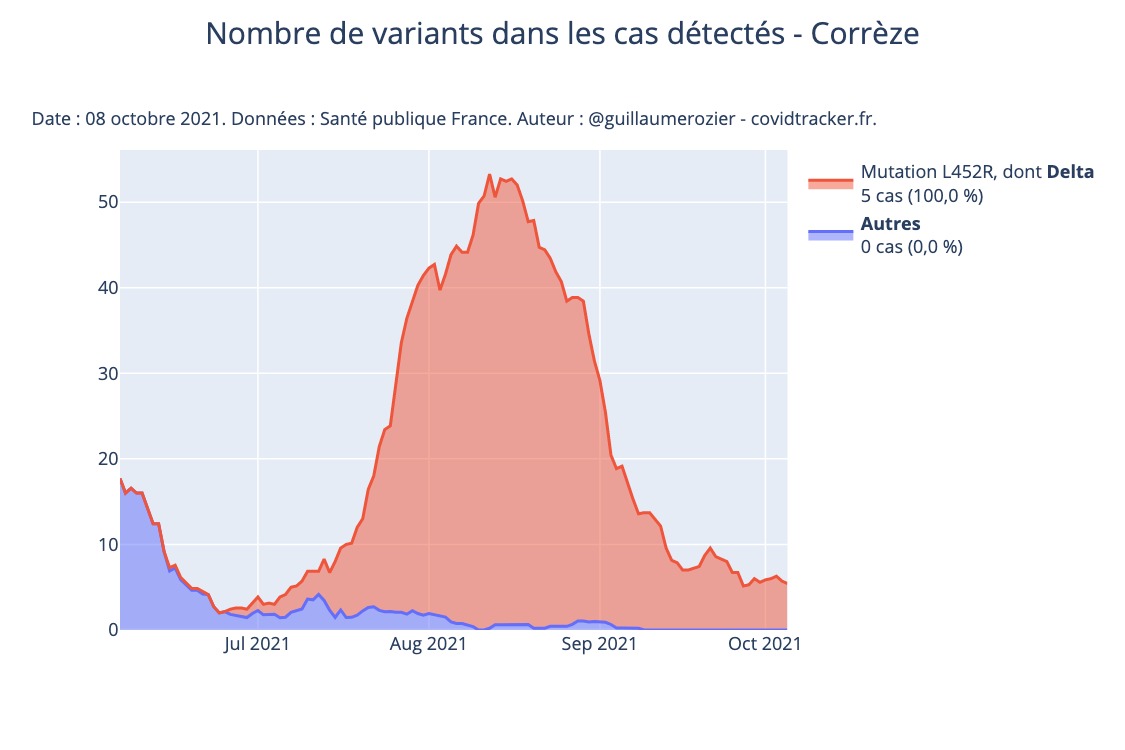 Nombre de variants dans les cas détectés - Corrèze
Date : 08 octobre 2021. Données : Santé publique France. Auteur : @guillaumerozier - covidtracker.fr.
Mutation L452R, dont Delta
5 cas (100,0 %)
Autres
0 cas (0,0 %)
50
40
30
20
10
0
Jul 2021
Aug 2021
Sep 2021
Oct 2021